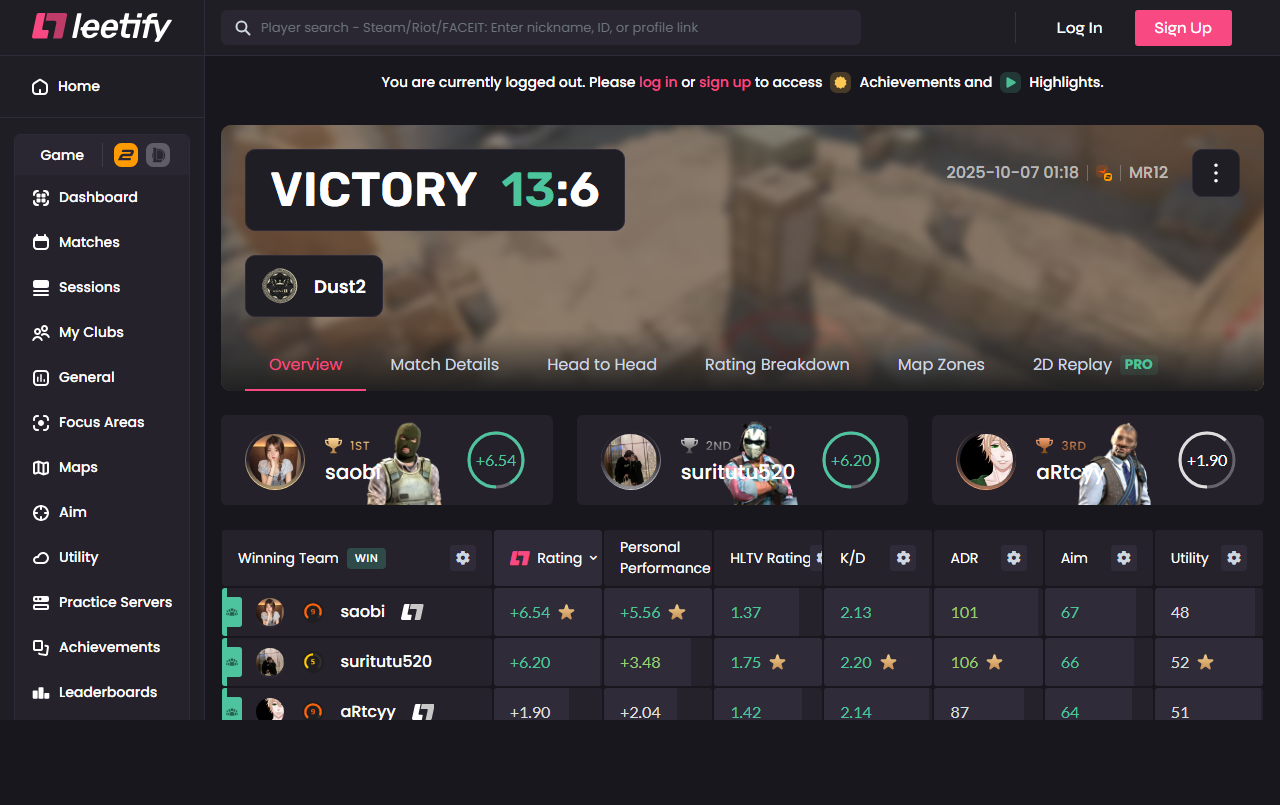 leetify
Player search - Steam/Riot/FACEIT: Enter nickname, ID, or profile link
Log In
Sign Up
Home
You are currently logged out. Please log in or sign up to access Achievements and Highlights.
Game
Dashboard
Matches
Sessions
My Clubs
General
Focus Areas
Maps
Aim
Utility
Practice Servers
Achievements
Leaderboards
VICTORY 13:6
2025-10-07 01:18 MR12
Dust2
Overview Match Details Head to Head Rating Breakdown Map Zones 2D Replay PRO
1ST
saobi
+6.54
2ND
suritutu520
+6.20
3RD
aRtcyy
+1.90
Winning Team WIN Rating Personal Performance HLTV Rating K/D ADR Aim Utility
9 saobi +6.54 +5.56 1.37 2.13 101 67 48
5 suritutu520 +6.20 +3.48 1.75 2.20 106 66 52
9 aRtcyy +1.90 +2.04 1.42 2.14 87 64 51